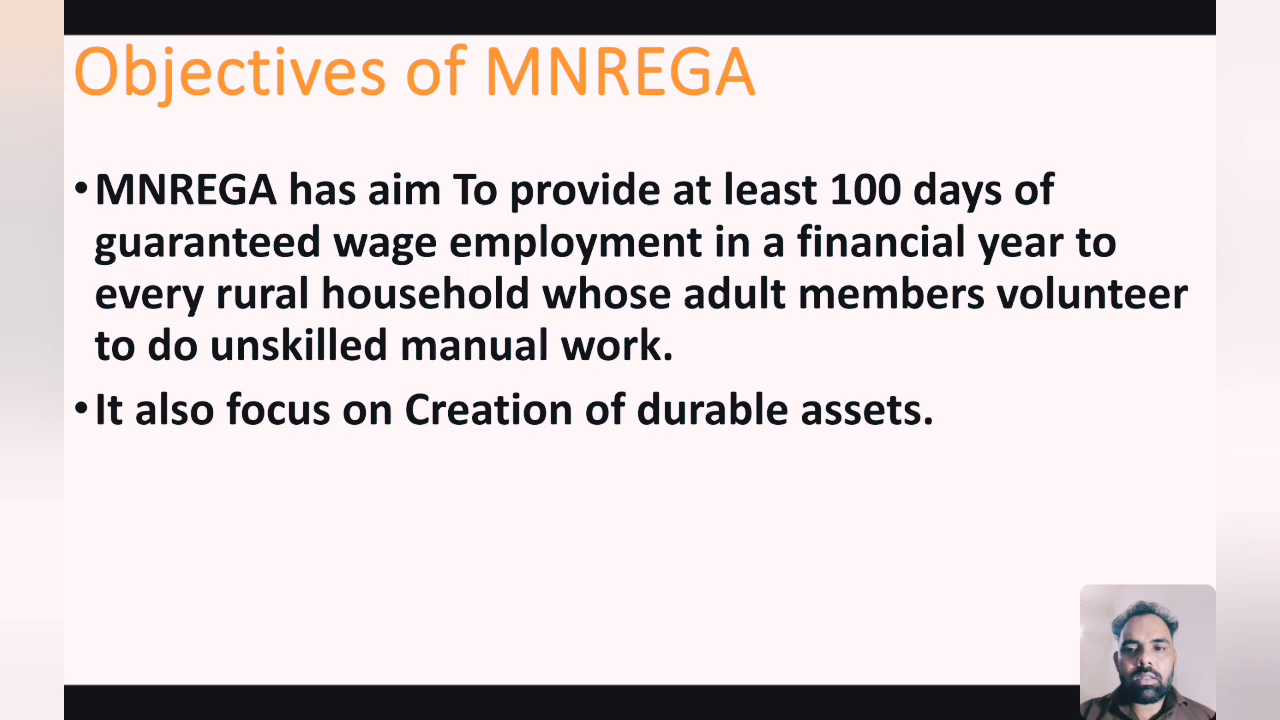 Objectives of MNREGA
•MNREGA has aim To provide at least 100 days of
guaranteed wage employment in a financial year to
every rural household whose adult members volunteer
to do unskilled manual work.
•It also focus on Creation of durable assets.